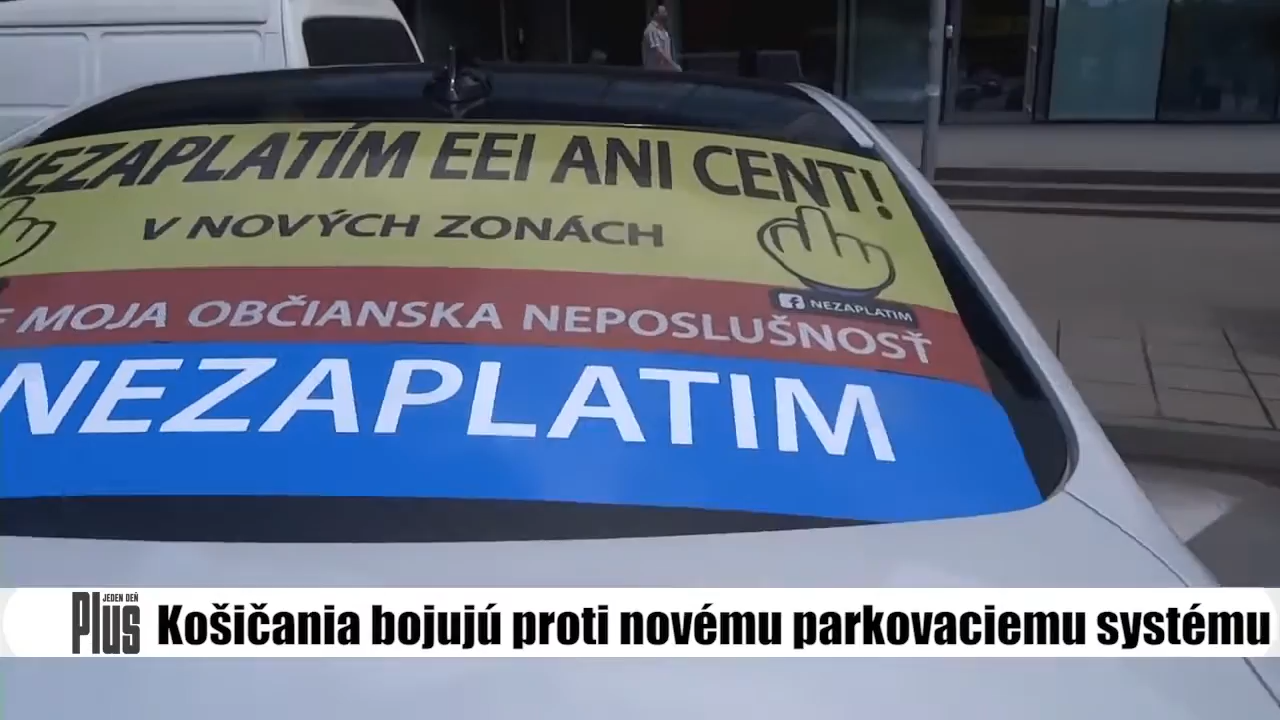 NEZAPLATÍM EEI ANI CENT!
V NOVÝCH ZONÁCH
NEZAPLATIM
MOJA OBČIANSKA NEPOSLUŠNOSŤ
NEZAPLATIM
JEDEN DEŇ
Plus
Košičania bojujú proti novému parkovaciemu systému